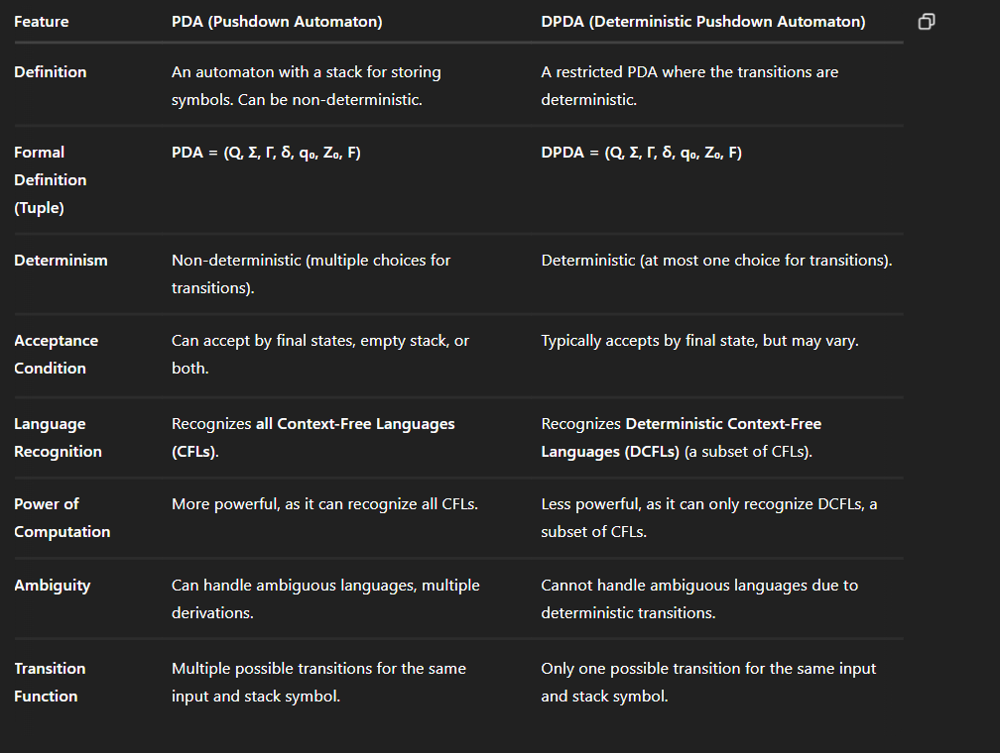 Feature PDA (Pushdown Automaton) DPDA (Deterministic Pushdown Automaton)
Definition An automaton with a stack for storing A restricted PDA where the transitions are
symbols. Can be non-deterministic. deterministic.
Formal PDA = (Q, Σ, Γ, δ, q₀, Z₀, F) DPDA = (Q, Σ, Γ, δ, q₀, Z₀, F)
Definition
(Tuple)
Determinism Non-deterministic (multiple choices for Deterministic (at most one choice for transitions).
transitions).
Acceptance Can accept by final states, empty stack, or Typically accepts by final state, but may vary.
Condition both.
Language Recognizes all Context-Free Languages Recognizes Deterministic Context-Free
Recognition (CFLs). Languages (DCFLs) (a subset of CFLs).
Power of More powerful, as it can recognize all CFLs. Less powerful, as it can only recognize DCFLs, a
Computation subset of CFLs.
Ambiguity Can handle ambiguous languages, multiple Cannot handle ambiguous languages due to
derivations. deterministic transitions.
Transition Multiple possible transitions for the same Only one possible transition for the same input
Function input and stack symbol. and stack symbol.